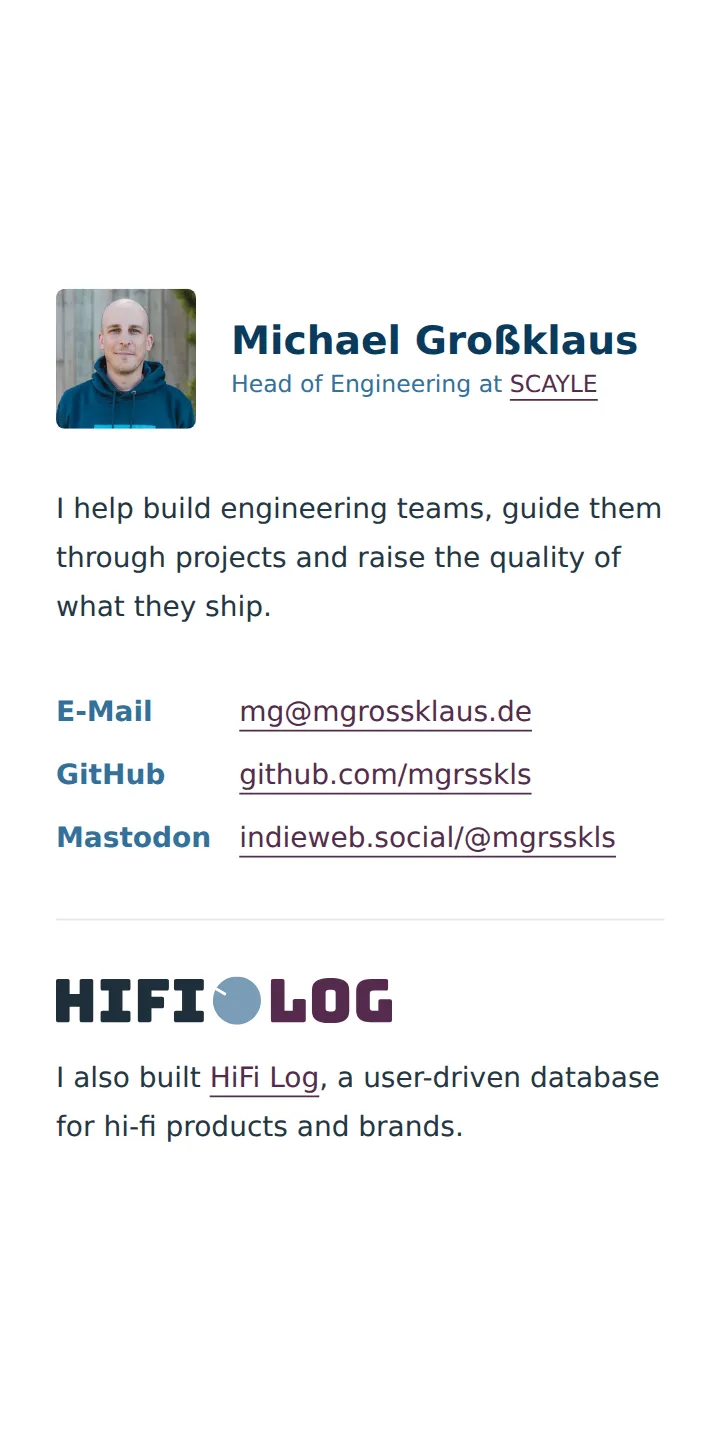 Michael Großklaus
Head of Engineering at SCAYLE
I help build engineering teams, guide them
through projects and raise the quality of
what they ship.
E-Mail mg@mgrossklaus.de
GitHub github.com/mgrsskls
Mastodon indieweb.social/@mgrsskls
HIFI LOG
I also built HiFi Log, a user-driven database
for hi-fi products and brands.